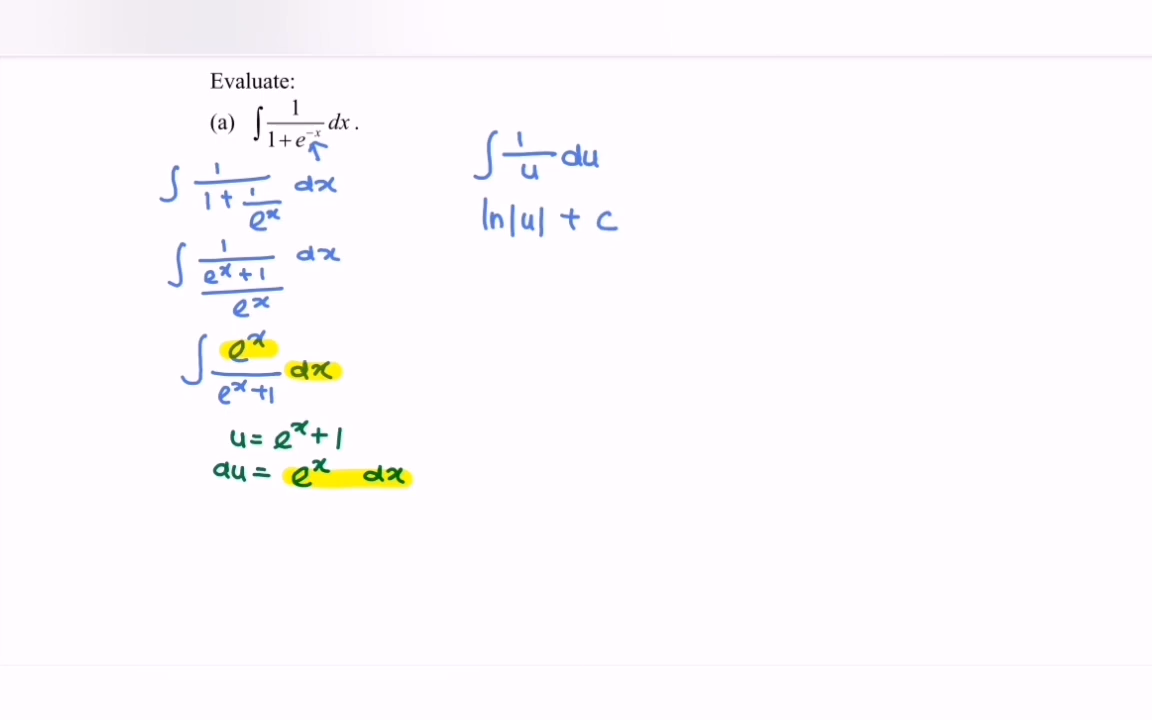 Evaluate:
(a) ∫ 1/(1+e^{-x}) dx.
∫ 1/(1 + 1/e^x) dx
∫ 1/((e^x + 1)/e^x) dx
∫ e^x/(e^x + 1) dx
u = e^x + 1
du = e^x dx
∫ 1/u du
ln|u| + c